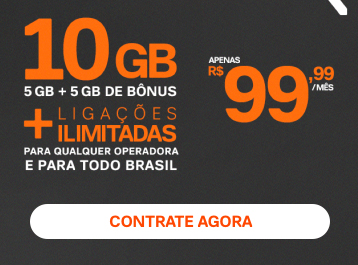 10 GB
5 GB + 5 GB DE BÔNUS
+ LIGAÇÕES
ILIMITADAS
PARA QUALQUER OPERADORA
E PARA TODO BRASIL
APENAS
R$ 99,99
/MÊS
CONTRATE AGORA